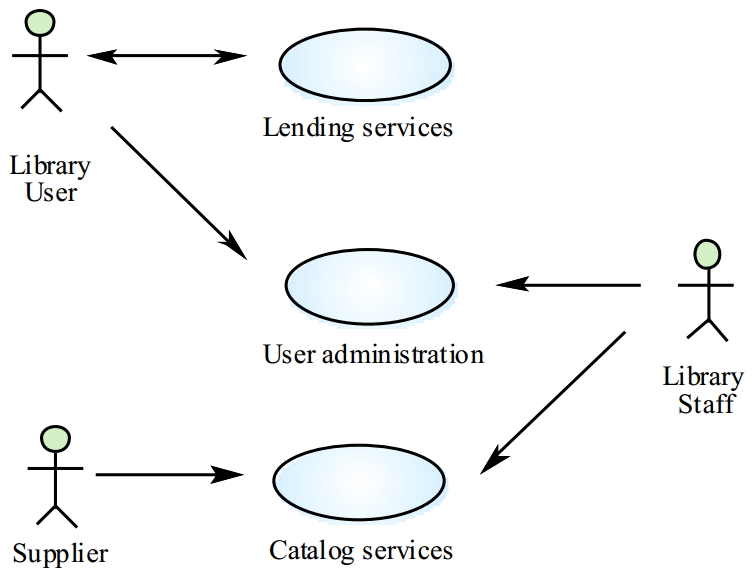 Lending services
Library
User
User administration
Library
Staff
Supplier
Catalog services